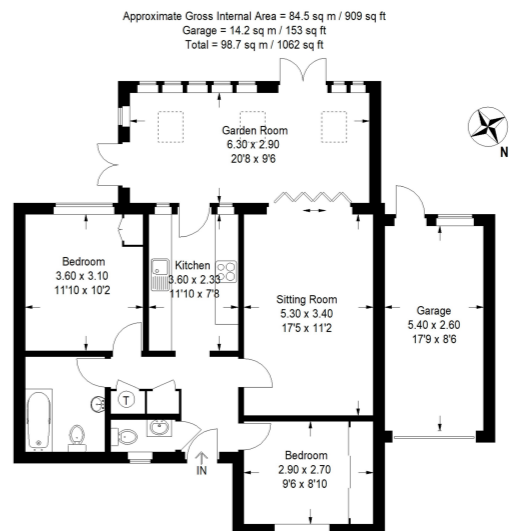 Approximate Gross Internal Area = 84.5 sq m / 909 sq ft
Garage = 14.2 sq m / 153 sq ft
Total = 98.7 sq m / 1062 sq ft
Garden Room
6.30 x 2.90
20'8 x 9'6
N
Bedroom
3.60 x 3.10
11'10 x 10'2
Kitchen
3.60 x 2.33
11'10 x 7'8
Sitting Room
5.30 x 3.40
17'5 x 11'2
Garage
5.40 x 2.60
17'9 x 8'6
T
IN
Bedroom
2.90 x 2.70
9'6 x 8'10